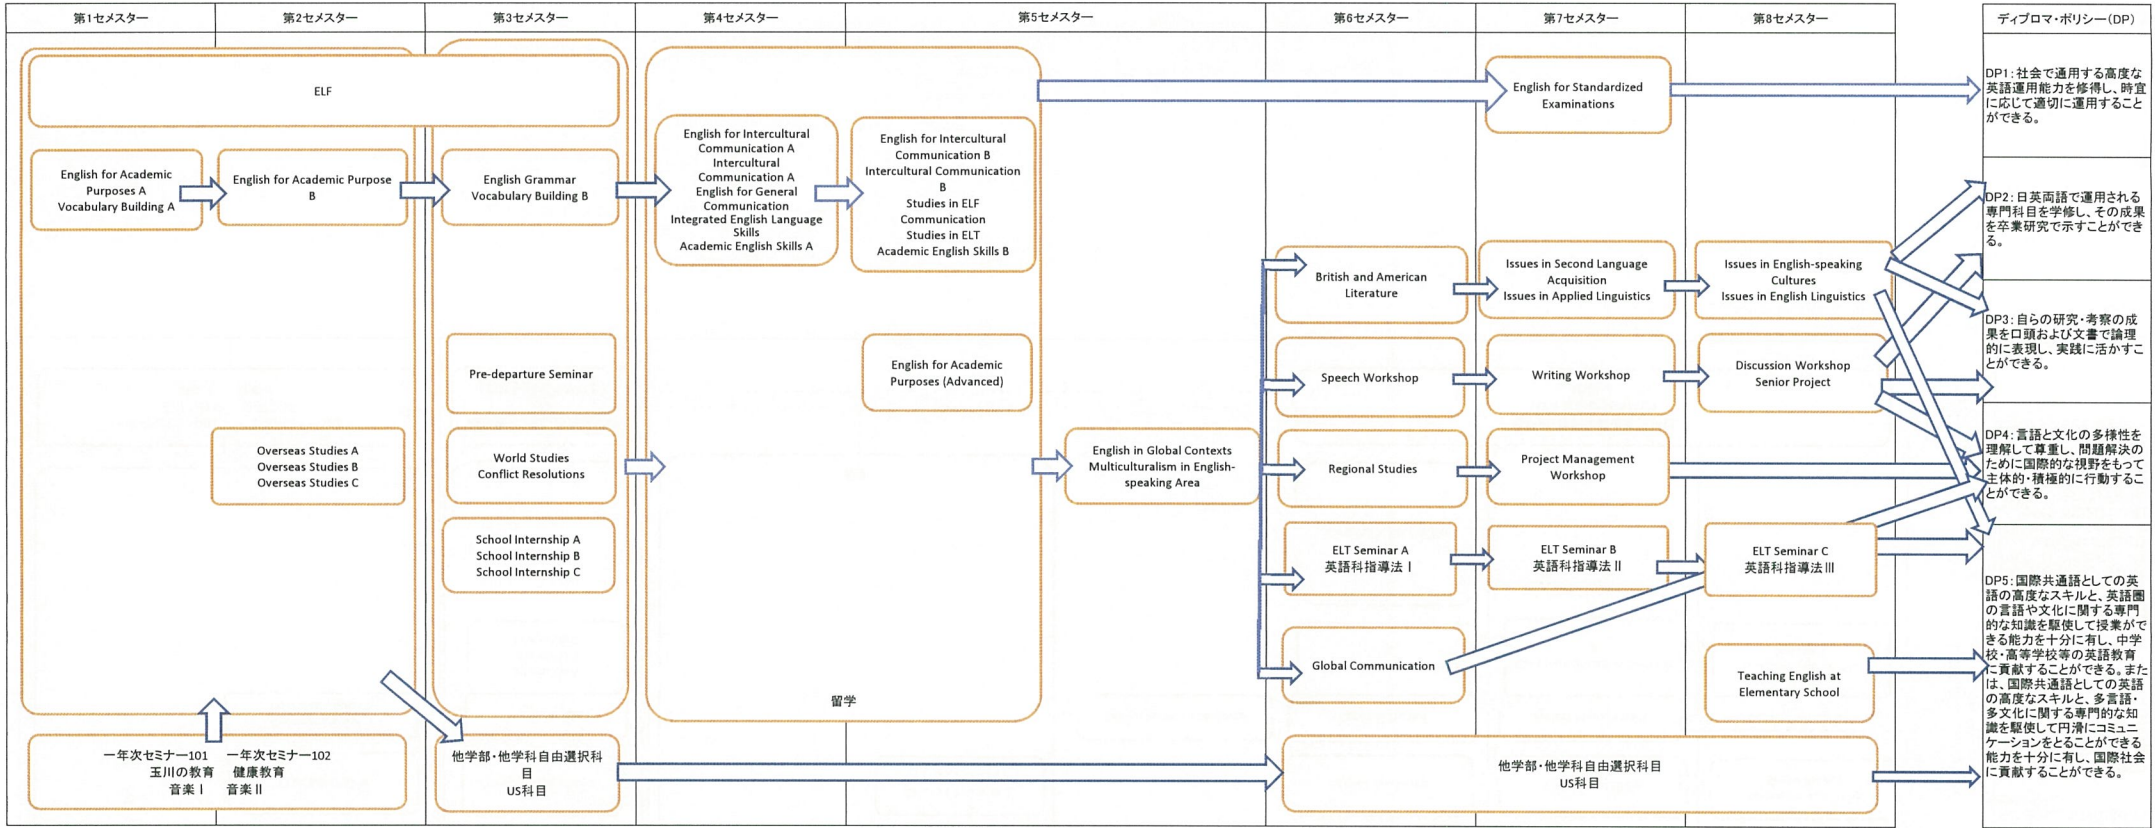 第1セメスター
第2セメスター
第3セメスター
第4セメスター
第5セメスター
第6セメスター
第7セメスター
第8セメスター
ディプロマ・ポリシー(DP)
ELF
English for Academic
Purposes A
Vocabulary Building A
English for Academic Purpose
B
English Grammar
Vocabulary Building B
English for Intercultural
Communication A
Intercultural
Communication A
English for General
Communication
Integrated English Language
Skills
Academic English Skills A
English for Intercultural
Communication B
Intercultural Communication
B
Studies in ELF
Communication
Studies in ELT
Academic English Skills B
English for Standardized
Examinations
Overseas Studies A
Overseas Studies B
Overseas Studies C
Pre-departure Seminar
World Studies
Conflict Resolutions
School Internship A
School Internship B
School Internship C
English for Academic
Purposes (Advanced)
留学
English in Global Contexts
Multiculturalism in English-
speaking Area
British and American
Literature
Issues in Second Language
Acquisition
Issues in Applied Linguistics
Issues in English-speaking
Cultures
Issues in English Linguistics
Speech Workshop
Writing Workshop
Discussion Workshop
Senior Project
Regional Studies
Project Management
Workshop
ELT Seminar A
英語科指導法Ⅰ
ELT Seminar B
英語科指導法Ⅱ
ELT Seminar C
英語科指導法Ⅲ
Global Communication
Teaching English at
Elementary School
一年次セミナー101 一年次セミナー102
玉川の教育 健康教育
音楽Ⅰ 音楽Ⅱ
他学部・他学科自由選択科
目
US科目
他学部・他学科自由選択科目
US科目
DP1:社会で通用する高度な
英語運用能力を修得し、時宜
に応じて適切に運用すること
ができる。
DP2:日英両語で運用される
専門科目を学修し、その成果
を卒業研究で示すことができ
る。
DP3:自らの研究・考察の成
果を口頭および文書で論理
的に表現し、実践に活かすこ
とができる。
DP4:言語と文化の多様性を
理解して尊重し、問題解決の
ために国際的な視野をもって
主体的・積極的に行動するこ
とができる。
DP5:国際共通語としての英
語の高度なスキルと、英語圏
の言語や文化に関する専門
的な知識を駆使して授業がで
きる能力を十分に有し、中学
校・高等学校等の英語教育
に貢献することができる。また
は、国際共通語としての英語
の高度なスキルと、多言語・
多文化に関する専門的な知
識を駆使して円滑にコミュニ
ケーションをとることができる
能力を十分に有し、国際社会
に貢献することができる。